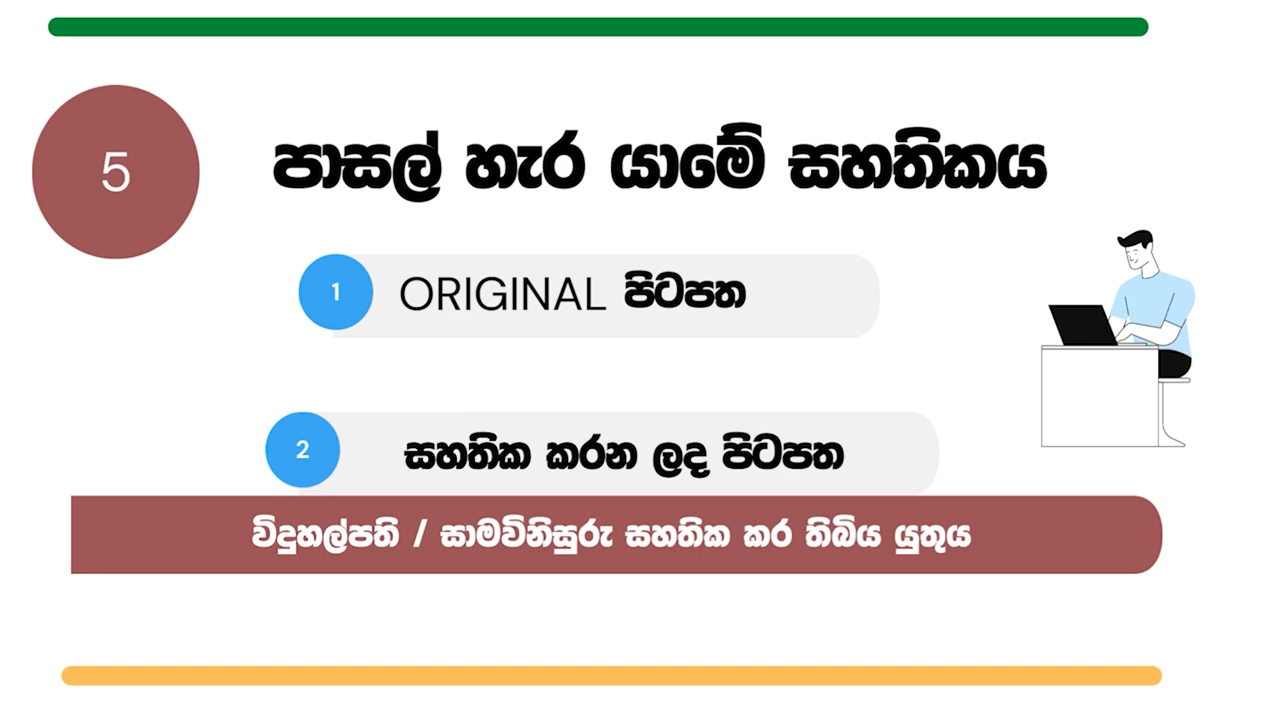 5
පාසල් හැර යාමේ සහතිකය
1
ORIGINAL පිටපත
2
සහතික කරන ලද පිටපත
විදුහල්පති / සාමවිනිසුරු සහතික කර තිබිය යුතුය